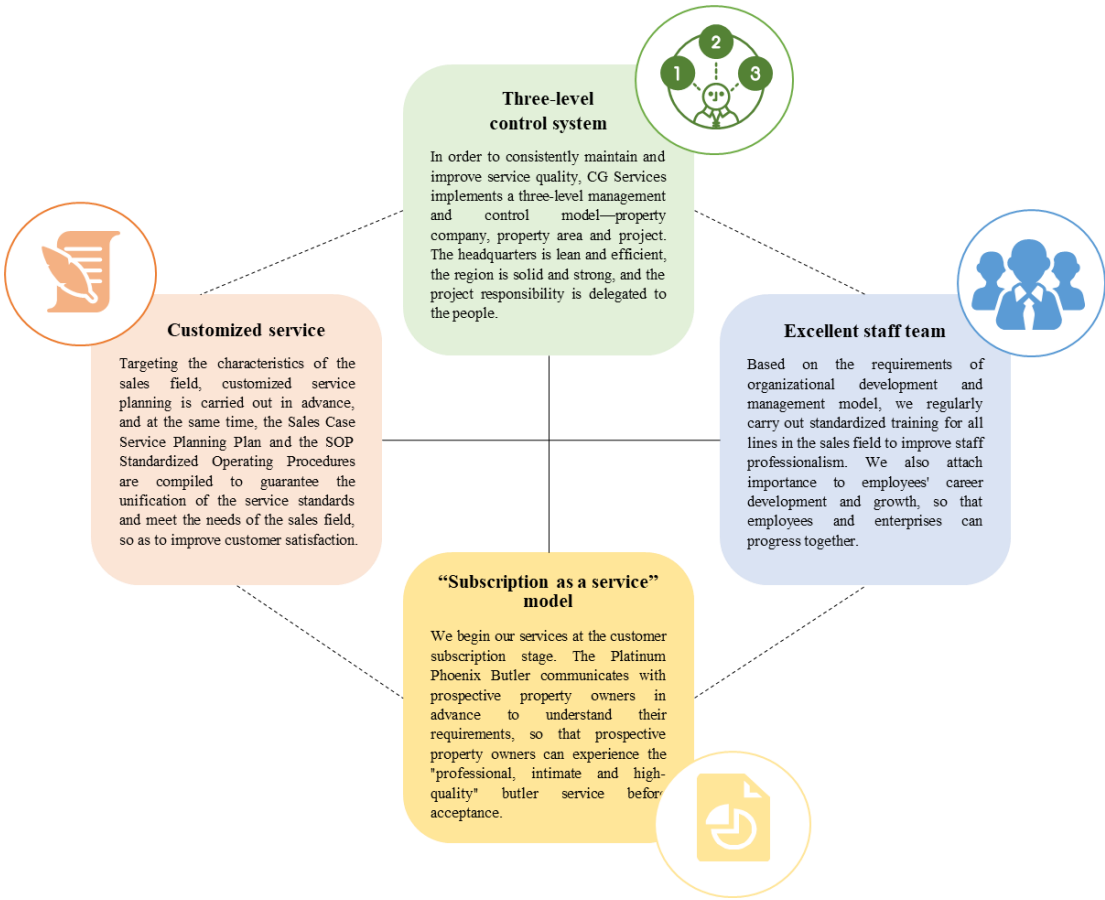 1
2
3
Three-level
control system
In order to consistently maintain and
improve service quality, CG Services
implements a three-level management
and control model—property
company, property area and project.
The headquarters is lean and efficient,
the region is solid and strong, and the
project responsibility is delegated to
the people.
Customized service
Targeting the characteristics of the
sales field, customized service
planning is carried out in advance,
and at the same time, the Sales Case
Service Planning Plan and the SOP
Standardized Operating Procedures
are compiled to guarantee the
unification of the service standards
and meet the needs of the sales field,
so as to improve customer satisfaction.
Excellent staff team
Based on the requirements of
organizational development and
management model, we regularly
carry out standardized training for all
lines in the sales field to improve staff
professionalism. We also attach
importance to employees' career
development and growth, so that
employees and enterprises can
progress together.
“Subscription as a service”
model
We begin our services at the customer
subscription stage. The Platinum
Phoenix Butler communicates with
prospective property owners in
advance to understand their
requirements, so that prospective
property owners can experience the
"professional, intimate and high-
quality" butler service before
acceptance.